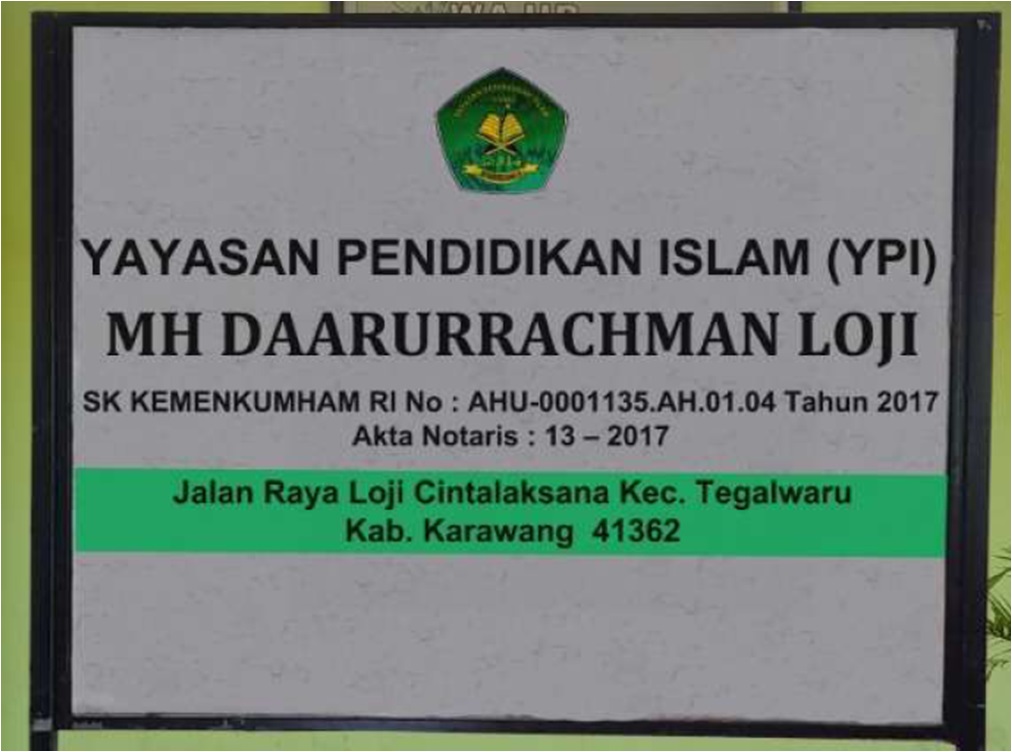 YAYASAN PENDIDIKAN ISLAM (YPI)
MH DAARURRACHMAN LOJI
SK KEMENKUMHAM RI No : AHU-0001135.AH.01.04 Tahun 2017
Akta Notaris : 13 – 2017
Jalan Raya Loji Cintalaksana Kec. Tegalwaru
Kab. Karawang 41362